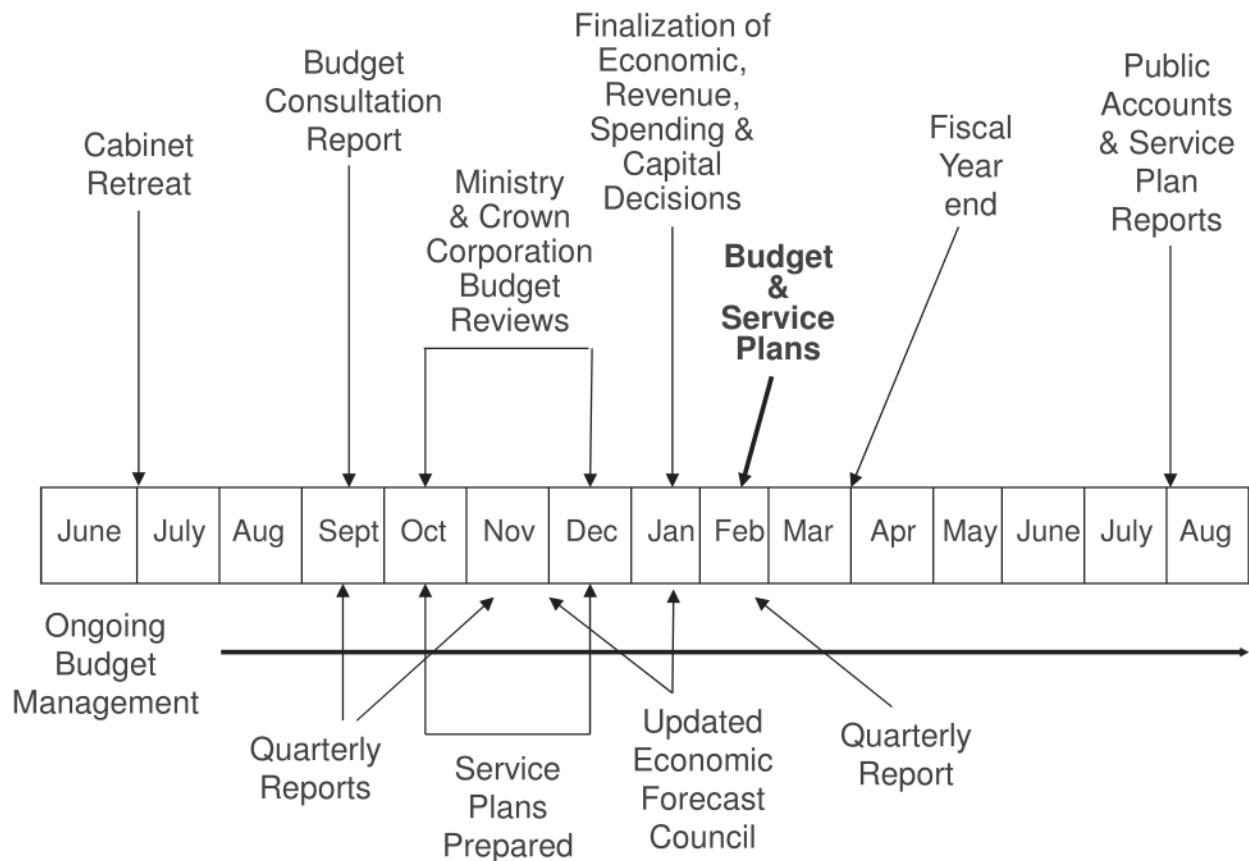 Cabinet
Retreat
Budget
Consultation
Report
Ministry
& Crown
Corporation
Budget
Reviews
Finalization of
Economic,
Revenue,
Spending &
Capital
Decisions
Budget
&
Service
Plans
Fiscal
Year
end
Public
Accounts
& Service
Plan
Reports
June July Aug Sept Oct Nov Dec Jan Feb Mar Apr May June July Aug
Ongoing
Budget
Management
Quarterly
Reports
Service
Plans
Prepared
Updated
Economic
Forecast
Council
Quarterly
Report